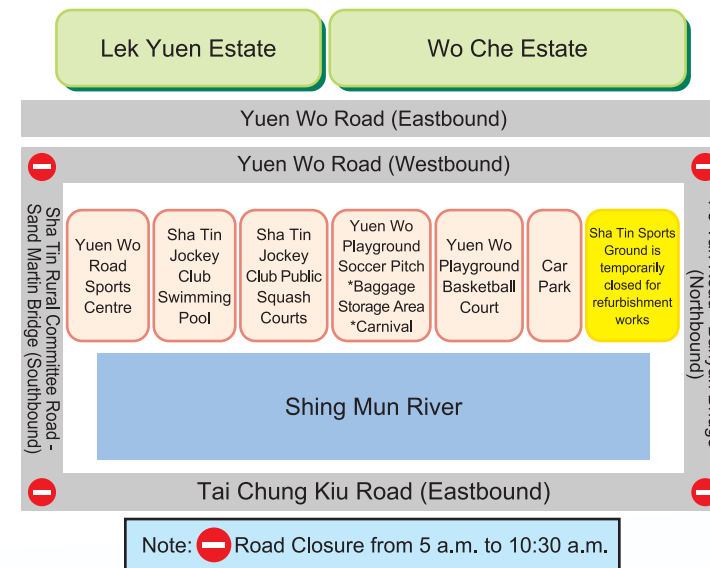 Lek Yuen Estate
Wo Che Estate
Yuen Wo Road (Eastbound)
Yuen Wo Road (Westbound)
Sha Tin Rural Committee Road -
Sand Martin Bridge (Southbound)
Yuen Wo
Road
Sports
Centre
Sha Tin
Jockey
Club
Swimming
Pool
Sha Tin
Jockey
Club Public
Squash
Courts
Yuen Wo
Playground
Soccer Pitch
*Baggage
Storage Area
*Carnival
Yuen Wo
Playground
Basketball
Court
Car
Park
Sha Tin Sports
Ground is
temporarily
closed for
refurbishment
works
(Northbound)
Shing Mun River
Tai Chung Kiu Road (Eastbound)
Note: Road Closure from 5 a.m. to 10:30 a.m.